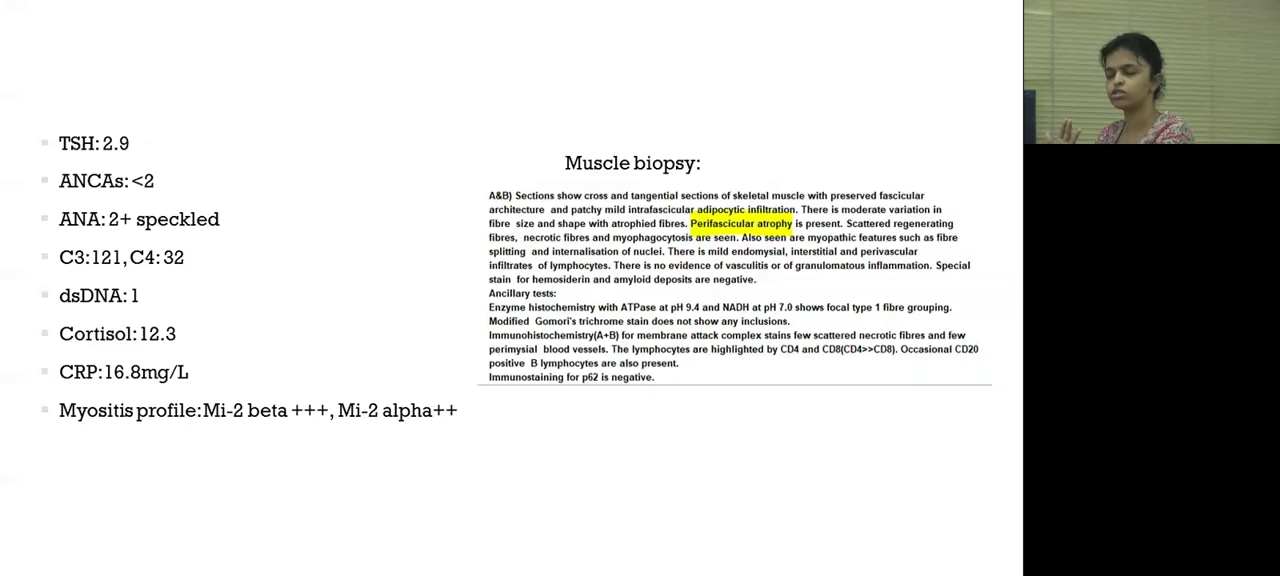 TSH: 2.9
ANCAs: <2
ANA: 2+ speckled
C3:121, C4: 32
dsDNA: 1
Cortisol: 12.3
CRP: 16.8mg/L
Myositis profile: Mi-2 beta +++, Mi-2 alpha++
Muscle biopsy:
A&B) Sections show cross and tangential sections of skeletal muscle with preserved fascicular
architecture and patchy mild intrafascicular adipocytic infiltration. There is moderate variation in
fibre size and shape with atrophied fibres. Perifascicular atrophy is present. Scattered regenerating
fibres, necrotic fibres and myophagocytosis are seen. Also seen are myopathic features such as fibre
splitting and internalisation of nuclei. There is mild endomysial, interstitial and perivascular
infiltrates of lymphocytes. There is no evidence of vasculitis or of granulomatous inflammation. Special
stain for hemosiderin and amyloid deposits are negative.
Ancillary tests:
Enzyme histochemistry with ATPase at pH 9.4 and NADH at pH 7.0 shows focal type 1 fibre grouping.
Modified Gomori's trichrome stain does not show any inclusions.
Immunohistochemistry(A+B) for membrane attack complex stains few scattered necrotic fibres and few
perimysial blood vessels. The lymphocytes are highlighted by CD4 and CD8(CD4>>CD8). Occasional CD20
positive B lymphocytes are also present.
Immunostaining for p62 is negative.